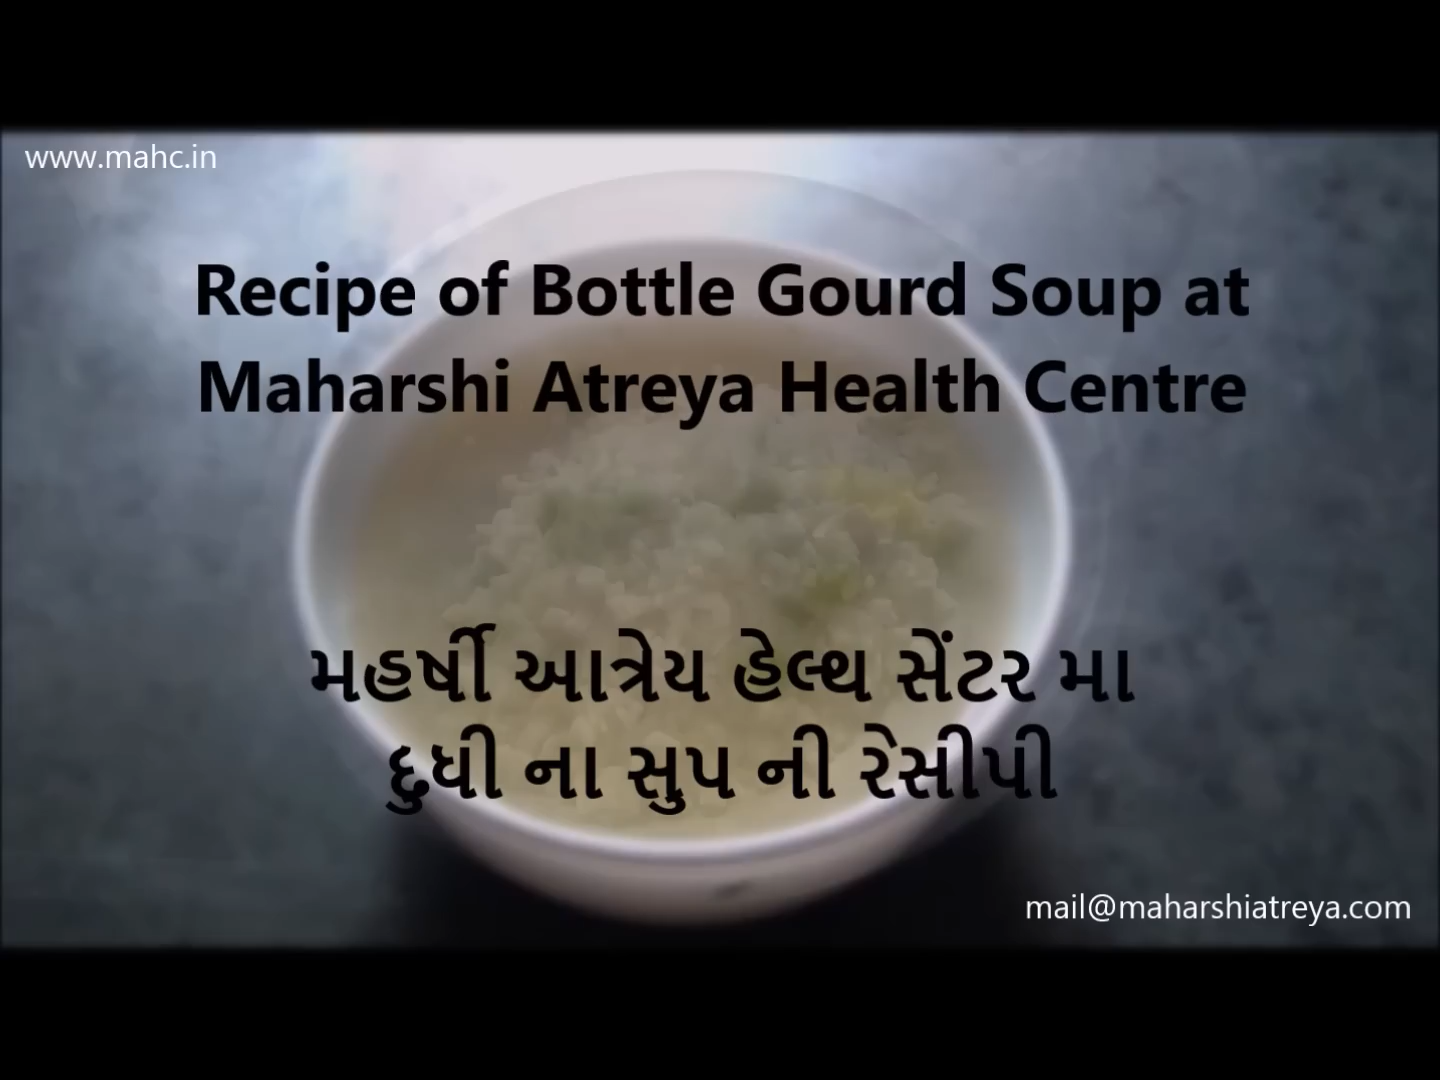 www.mahc.in
Recipe of Bottle Gourd Soup at
Maharshi Atreya Health Centre
મહર્ષી આત્રેય હેલ્થ સેંટર મા
દુધી ના સુપ ની રેસીપી
mail@maharshiatreya.com